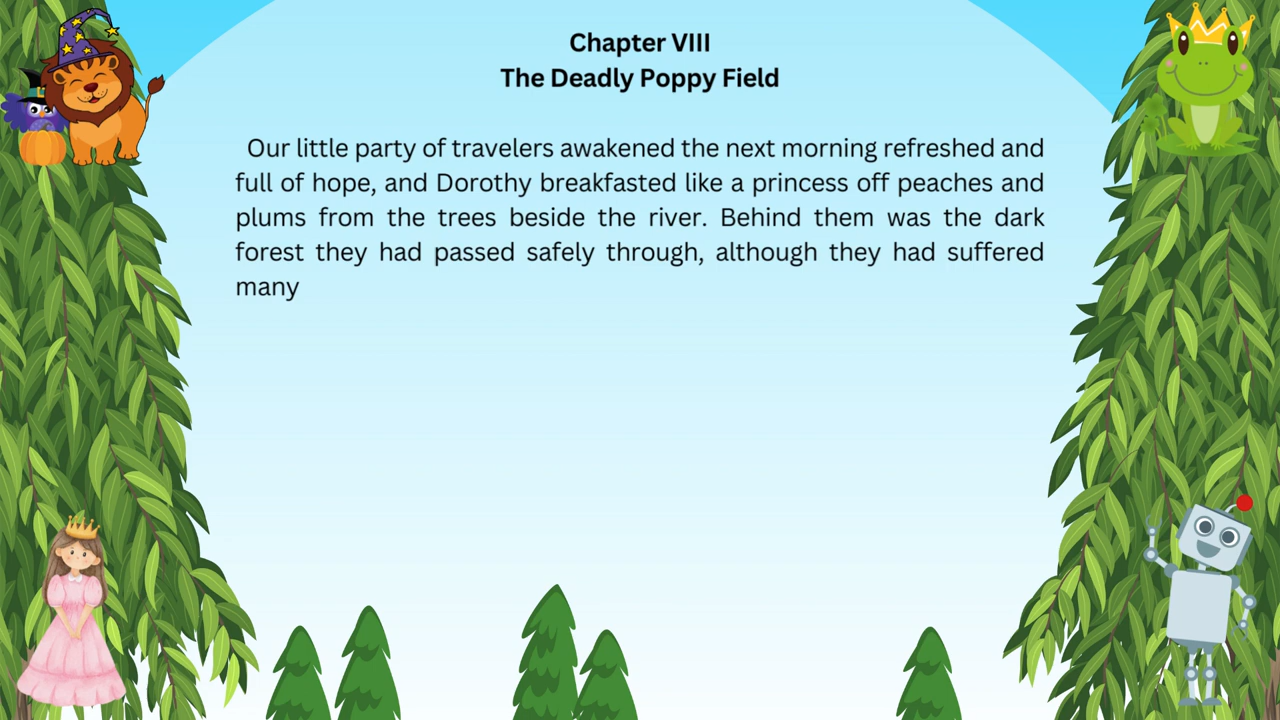 Chapter VIII
The Deadly Poppy Field
Our little party of travelers awakened the next morning refreshed and
full of hope, and Dorothy breakfasted like a princess off peaches and
plums from the trees beside the river. Behind them was the dark
forest they had passed safely through, although they had suffered
many